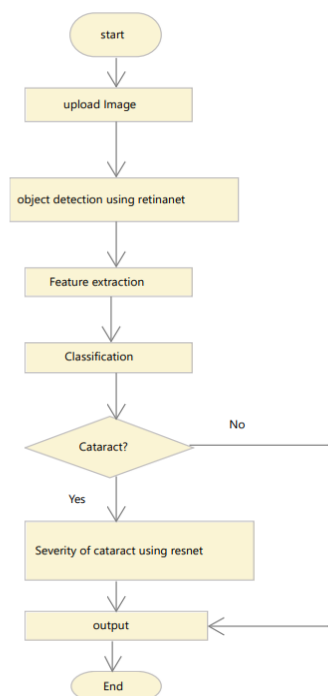 start
upload Image
object detection using retinanet
Feature extraction
Classification
Cataract?
No
Yes
Severity of cataract using resnet
output
End